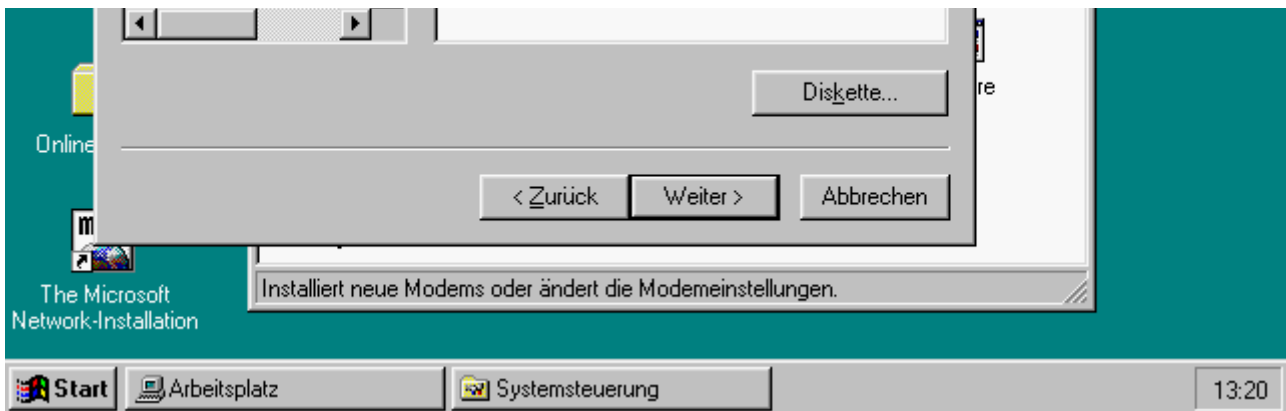 Diskette...
re
Online
< Zurück
Weiter >
Abbrechen
m
The Microsoft
Network-Installation
Installiert neue Modems oder ändert die Modemeinstellungen.
Start
Arbeitsplatz
Systemsteuerung
13:20